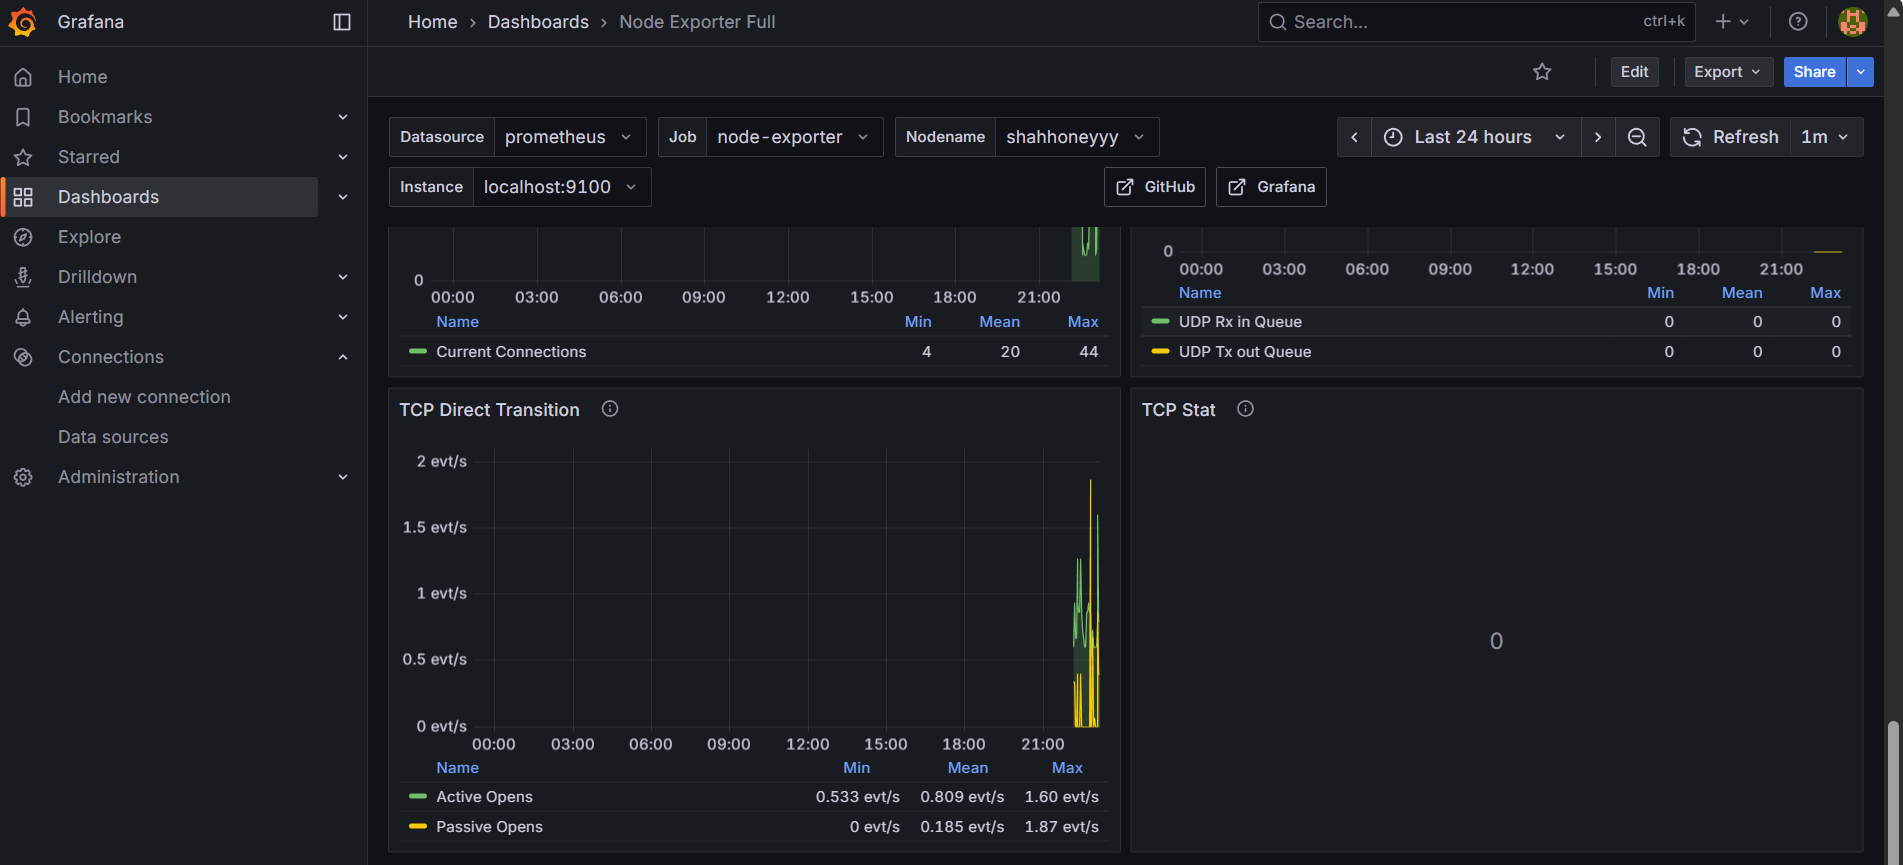 Grafana
Home › Dashboards › Node Exporter Full
Search...
ctrl+k
Home
Bookmarks
Starred
Dashboards
Explore
Drilldown
Alerting
Connections
Add new connection
Data sources
Administration
Edit
Export
Share
Datasource prometheus
Job node-exporter
Nodename shahhoneyyy
Last 24 hours
Refresh 1m
Instance localhost:9100
GitHub
Grafana
0
00:00 03:00 06:00 09:00 12:00 15:00 18:00 21:00
Name Min Mean Max
Current Connections 4 20 44
0
00:00 03:00 06:00 09:00 12:00 15:00 18:00 21:00
Name Min Mean Max
UDP Rx in Queue 0 0 0
UDP Tx out Queue 0 0 0
TCP Direct Transition
2 evt/s
1.5 evt/s
1 evt/s
0.5 evt/s
0 evt/s
00:00 03:00 06:00 09:00 12:00 15:00 18:00 21:00
Name Min Mean Max
Active Opens 0.533 evt/s 0.809 evt/s 1.60 evt/s
Passive Opens 0 evt/s 0.185 evt/s 1.87 evt/s
TCP Stat
0